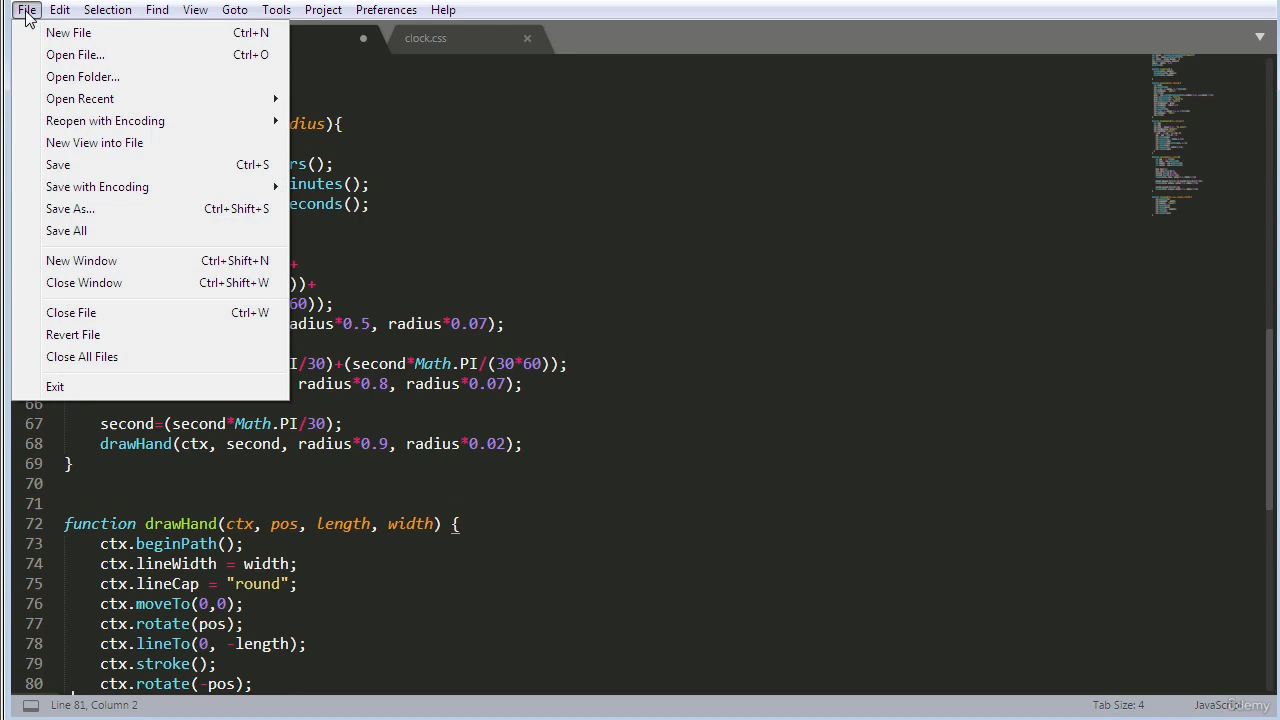 File Edit Selection Find View Goto Tools Project Preferences Help
clock.css
New File Ctrl+N
Open File... Ctrl+O
Open Folder...
Open Recent
Reopen with Encoding
New View into File
Save Ctrl+S
Save with Encoding
Save As... Ctrl+Shift+S
Save All
New Window Ctrl+Shift+N
Close Window Ctrl+Shift+W
Close File Ctrl+W
Revert File
Close All Files
Exit
dius){
rs();
inutes();
econds();
+
))+
60));
adius*0.5, radius*0.07);
I/30)+(second*Math.PI/(30*60));
radius*0.8, radius*0.07);
66
67 second=(second*Math.PI/30);
68 drawHand(ctx, second, radius*0.9, radius*0.02);
69 }
70
71
72 function drawHand(ctx, pos, length, width) {
73 ctx.beginPath();
74 ctx.lineWidth = width;
75 ctx.lineCap = "round";
76 ctx.moveTo(0,0);
77 ctx.rotate(pos);
78 ctx.lineTo(0, -length);
79 ctx.stroke();
80 ctx.rotate(-pos);
Line 81, Column 2 Tab Size: 4 JavaScript
Udemy